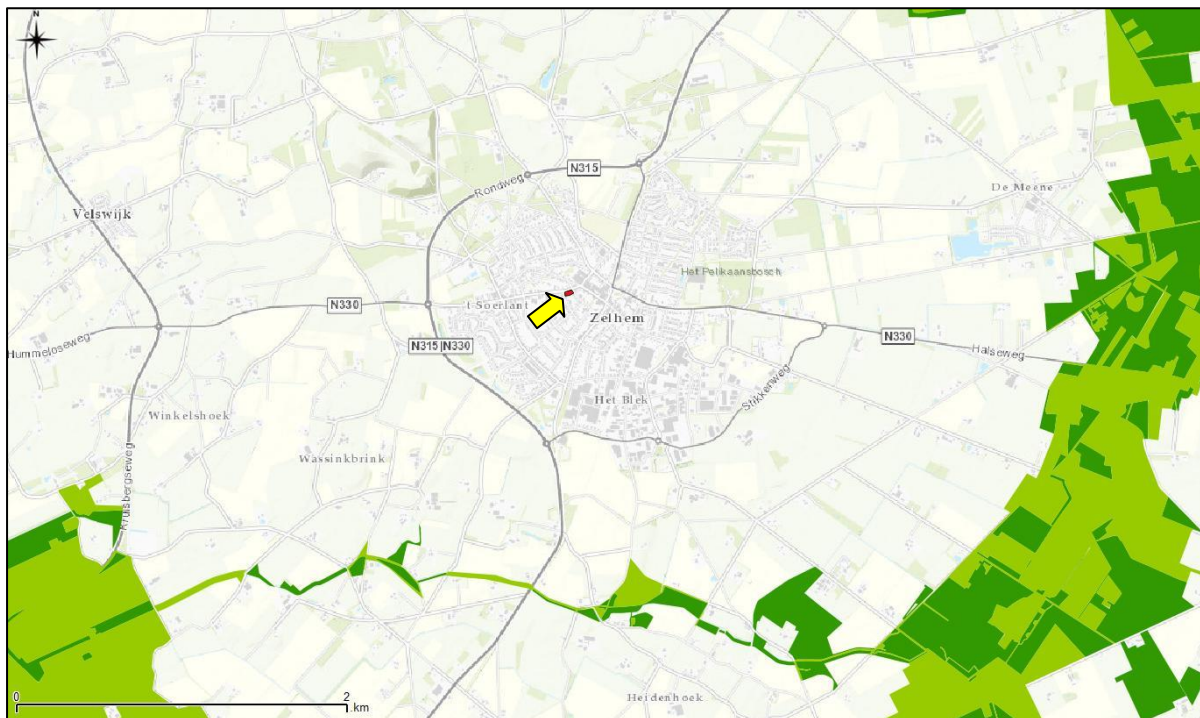 N
N315
Rondweg
De Meene
Velswijk
Het Pelikaansbosch
N330
t Soerlant
Zelhem
N330
Hummeloseweg
N315|N330
Halseweg
Stikkenweg
Het Blek
Winkelshoek
Wassinkbrink
Kruisbergseweg
Heidenhoek
0
2
km